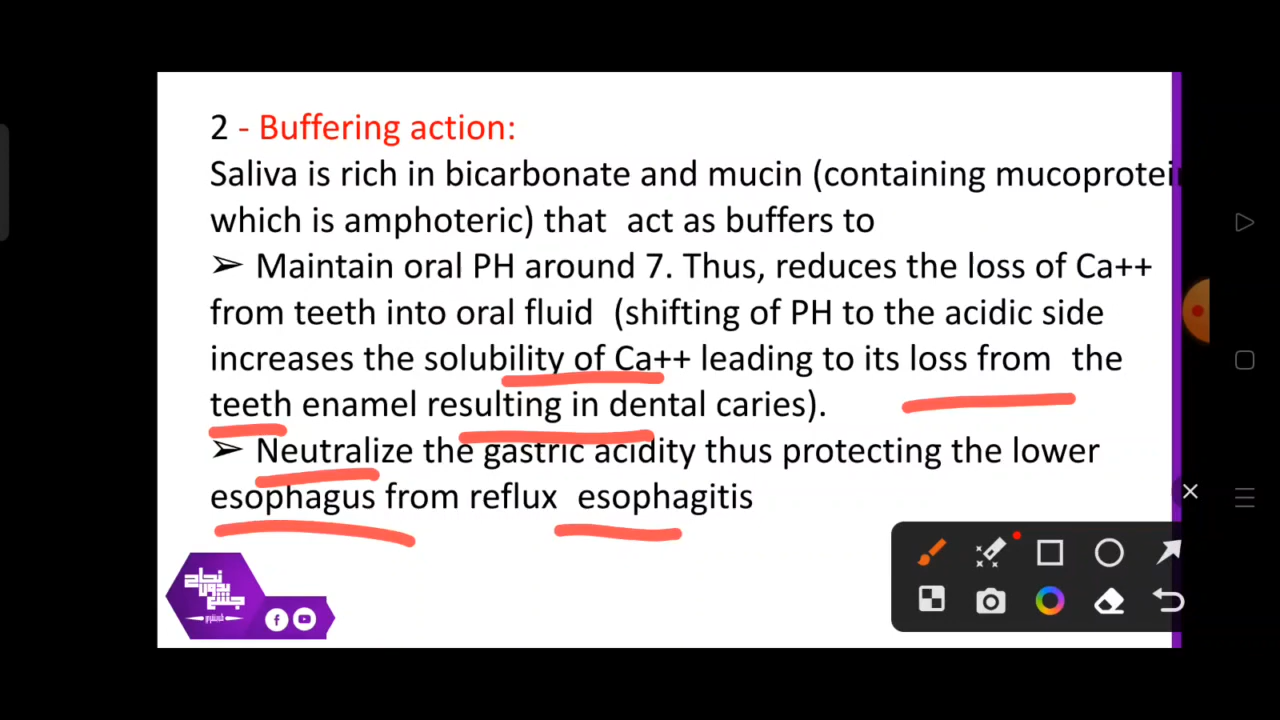 2 - Buffering action:
Saliva is rich in bicarbonate and mucin (containing mucoprotei
which is amphoteric) that act as buffers to
➢ Maintain oral PH around 7. Thus, reduces the loss of Ca++
from teeth into oral fluid (shifting of PH to the acidic side
increases the solubility of Ca++ leading to its loss from the
teeth enamel resulting in dental caries).
➢ Neutralize the gastric acidity thus protecting the lower
esophagus from reflux esophagitis
نجاح
بدون